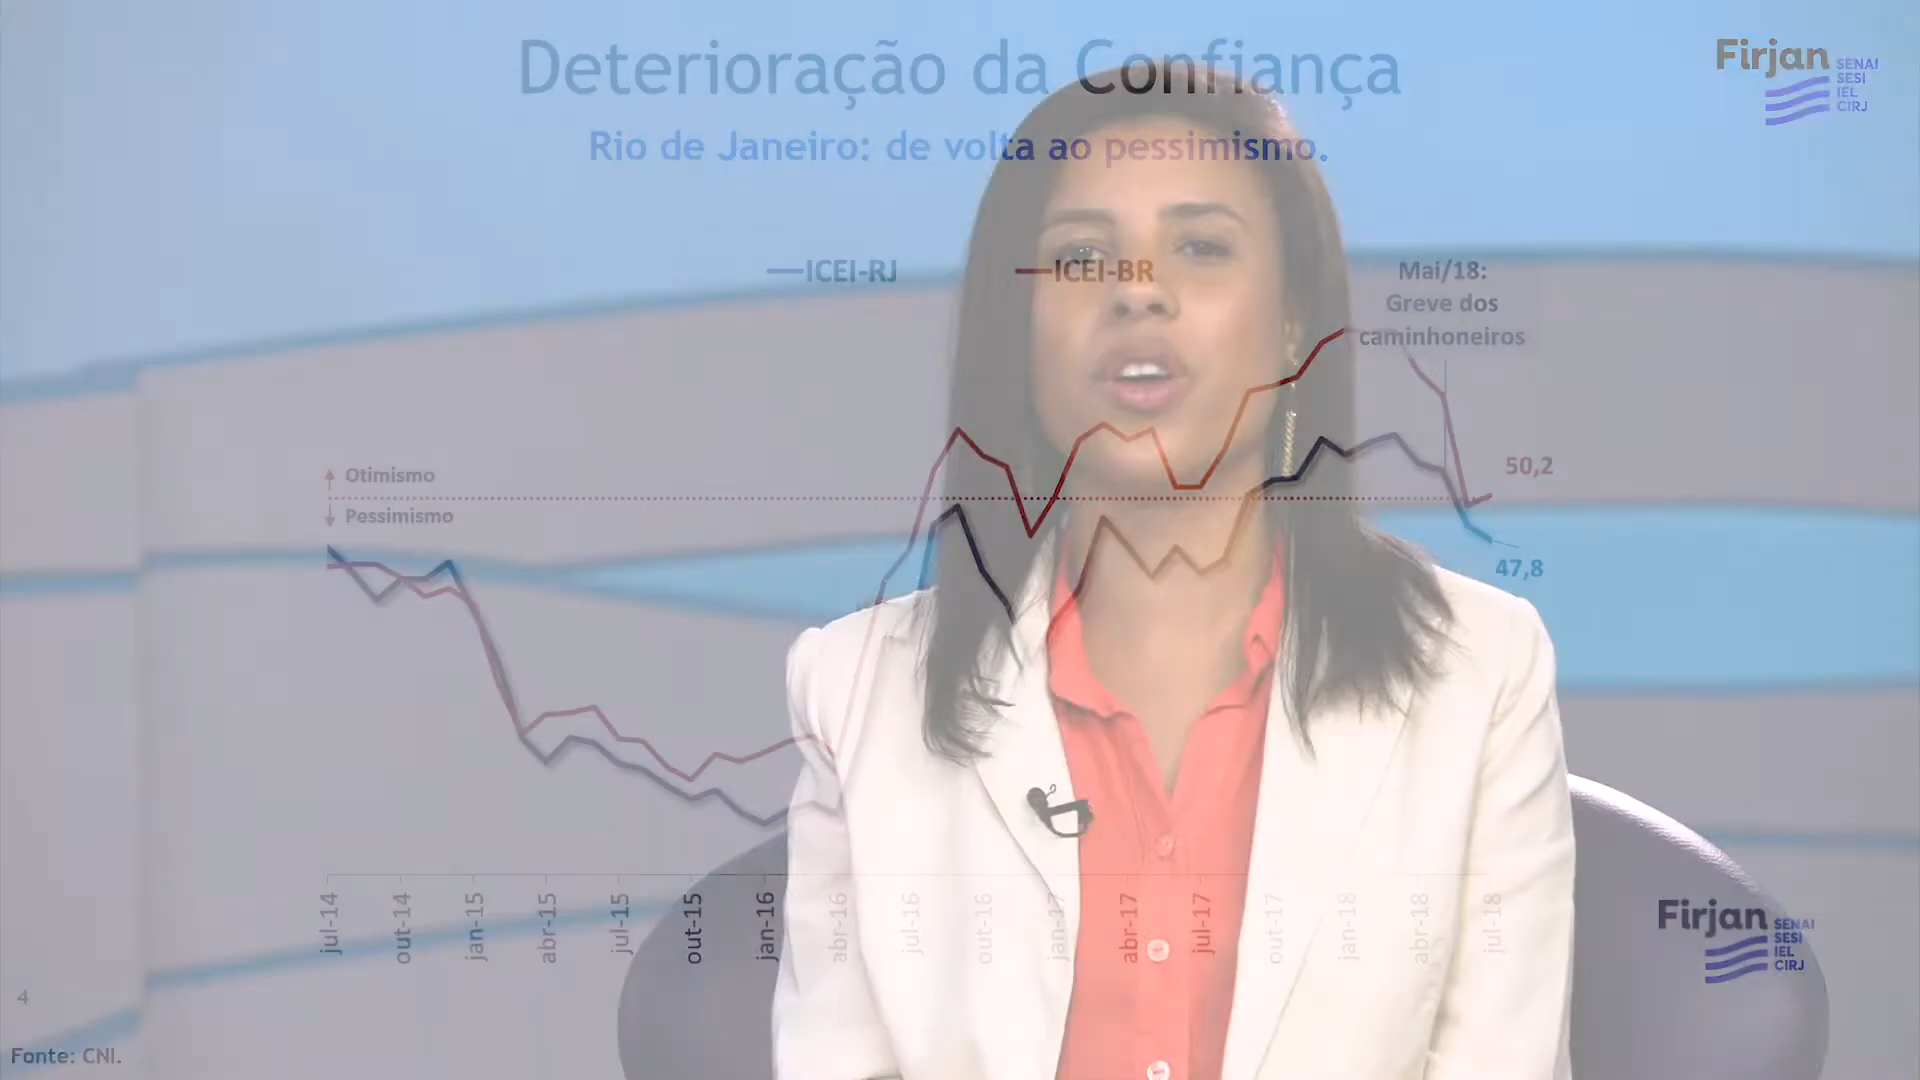 Deterioração da Confiança
Firjan
SENAI
SESI
IEL
CIRJ
Rio de Janeiro: de volta ao pessimismo.
ICEI-RJ
ICEI-BR
Mai/18:
Greve dos
caminhoneiros
Otimismo
50,2
Pessimismo
47,8
jul-14
out-14
jan-15
abr-15
jul-15
out-15
jan-16
abr-16
jul-16
out-16
jan-17
abr-17
jul-17
out-17
jan-18
abr-18
jul-18
Firjan
SENAI
SESI
IEL
CIRJ
4
Fonte: CNI.